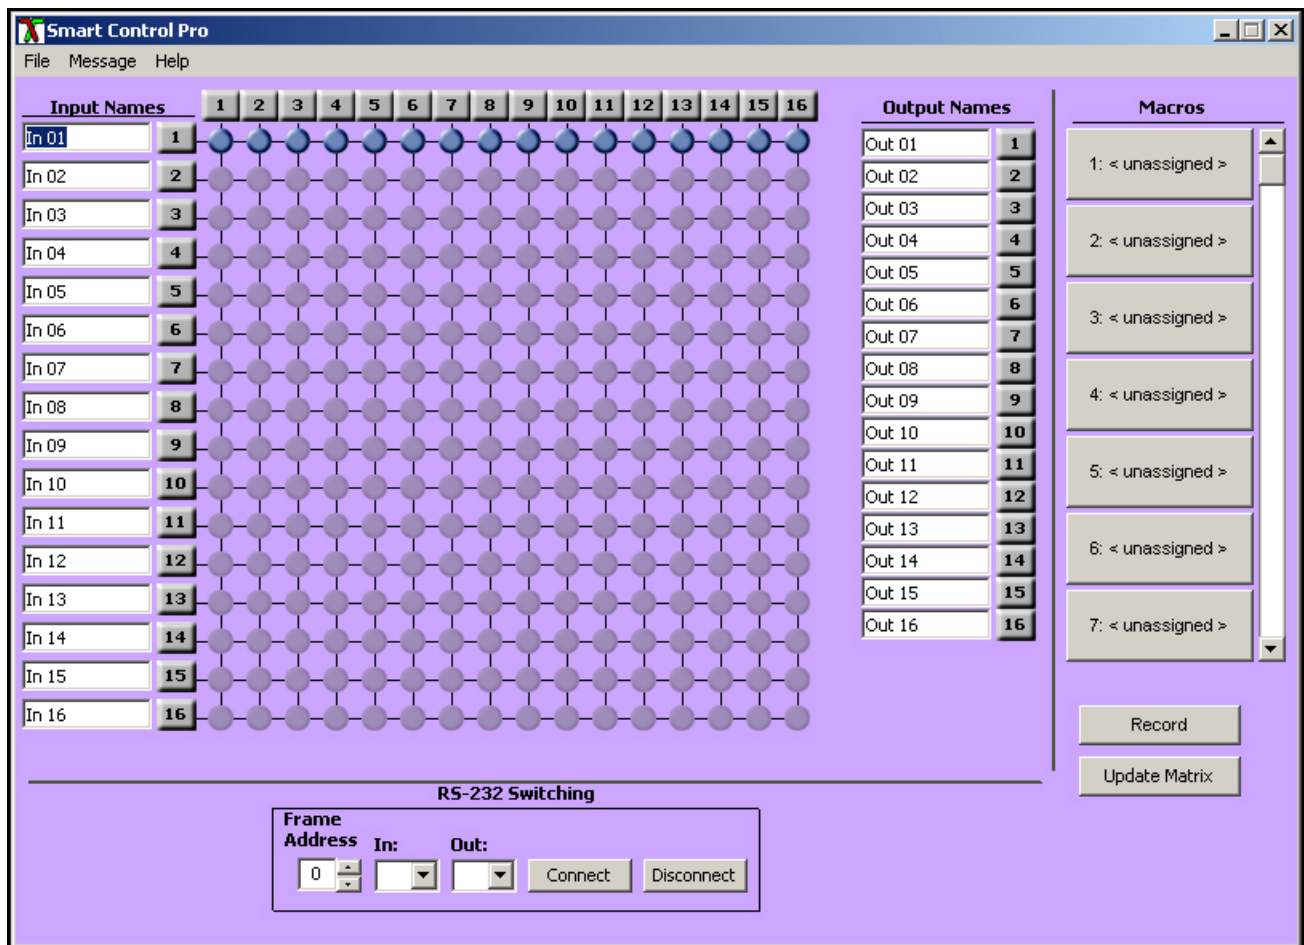 Smart Control Pro
File Message Help
Input Names
1 2 3 4 5 6 7 8 9 10 11 12 13 14 15 16
In 01 1
In 02 2
In 03 3
In 04 4
In 05 5
In 06 6
In 07 7
In 08 8
In 09 9
In 10 10
In 11 11
In 12 12
In 13 13
In 14 14
In 15 15
In 16 16
Output Names
Out 01 1
Out 02 2
Out 03 3
Out 04 4
Out 05 5
Out 06 6
Out 07 7
Out 08 8
Out 09 9
Out 10 10
Out 11 11
Out 12 12
Out 13 13
Out 14 14
Out 15 15
Out 16 16
Macros
1: < unassigned >
2: < unassigned >
3: < unassigned >
4: < unassigned >
5: < unassigned >
6: < unassigned >
7: < unassigned >
Record
Update Matrix
RS-232 Switching
Frame
Address In: Out:
0 Connect Disconnect